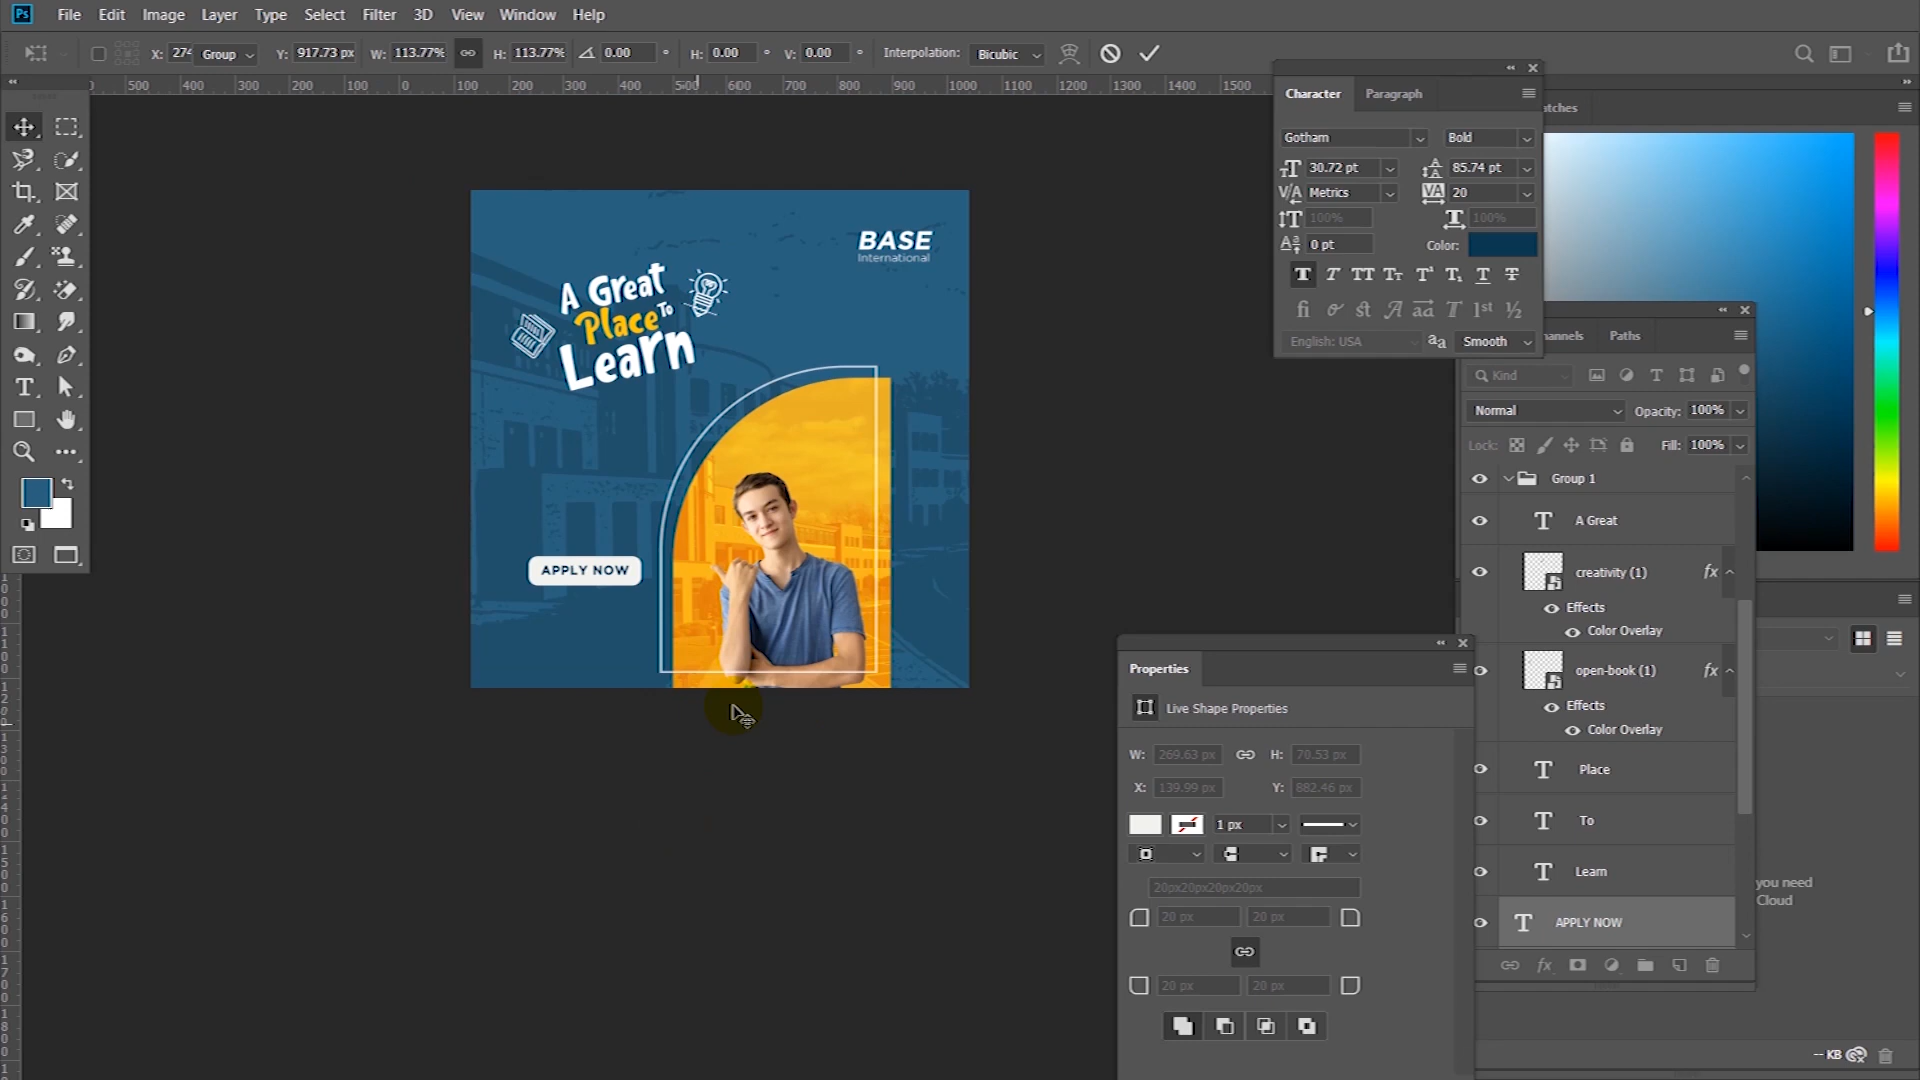 Ps File Edit Image Layer Type Select Filter 3D View Window Help
X: 274 Group Y: 917.73 px W: 113.77% H: 113.77% 0.00 ° H: 0.00 ° V: 0.00 ° Interpolation: Bicubic
500 400 300 200 100 0 100 200 300 400 500 600 700 800 900 1000 1100 1200 1300 1400 1500
Character Paragraph
tches
Gotham Bold
30.72 pt 85.74 pt
Metrics 20
100% 100%
0 pt Color:
English: USA aa Smooth
BASE
International
A Great
Place To
Learn
APPLY NOW
hannels Paths
Kind
Normal Opacity: 100%
Lock: Fill: 100%
Group 1
A Great
creativity (1) fx
Effects
Color Overlay
open-book (1) fx
Effects
Color Overlay
Place
To
Learn
APPLY NOW
Properties
Live Shape Properties
W: 269.63 px H: 70.53 px
X: 139.99 px Y: 882.46 px
1 px
20px20px20px20px
20 px 20 px
20 px 20 px
you need
Cloud
-- KB